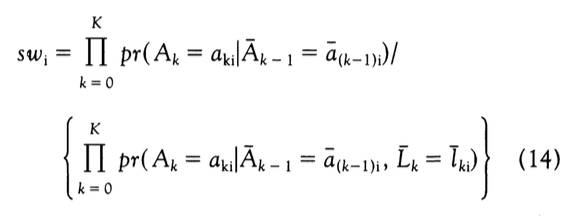 sw_i = ∏_{k = 0}^{K} pr(A_k = a_{ki}|Ā_{k − 1} = ā_{(k−1)i})/
{∏_{k = 0}^{K} pr(A_k = a_{ki}|Ā_{k − 1} = ā_{(k−1)i}, L̄_k = l̄_{ki})} (14)